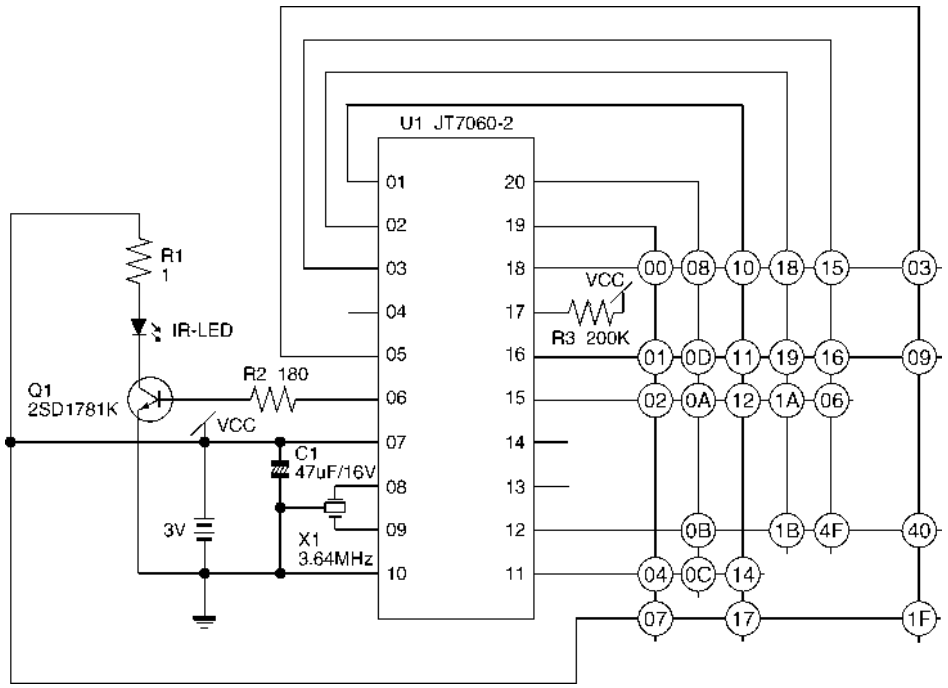 U1 JT7060-2
01 20
02 19
03 18 00 08 10 18 15 03
R1
1
VCC
04 17
R3 200K
IR-LED
05 16 01 0D 11 19 16 09
R2 180
Q1
2SD1781K
06 15 02 0A 12 1A 06
VCC
07 14
C1
47uF/16V
08 13
3V
09 12 0B 1B 4F 40
X1
3.64MHz
10 11 04 0C 14
07 17 1F